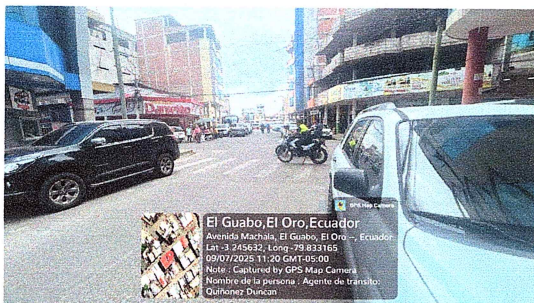 GPS Map Camera
El Guabo,El Oro,Ecuador
Avenida Machala, El Guabo, El Oro --, Ecuador
Lat -3.245632, Long -79.833165
09/07/2025 11:20 GMT-05:00
Note : Captured by GPS Map Camera
Nombre de la persona : Agente de transito:
Quiñonez Duncan